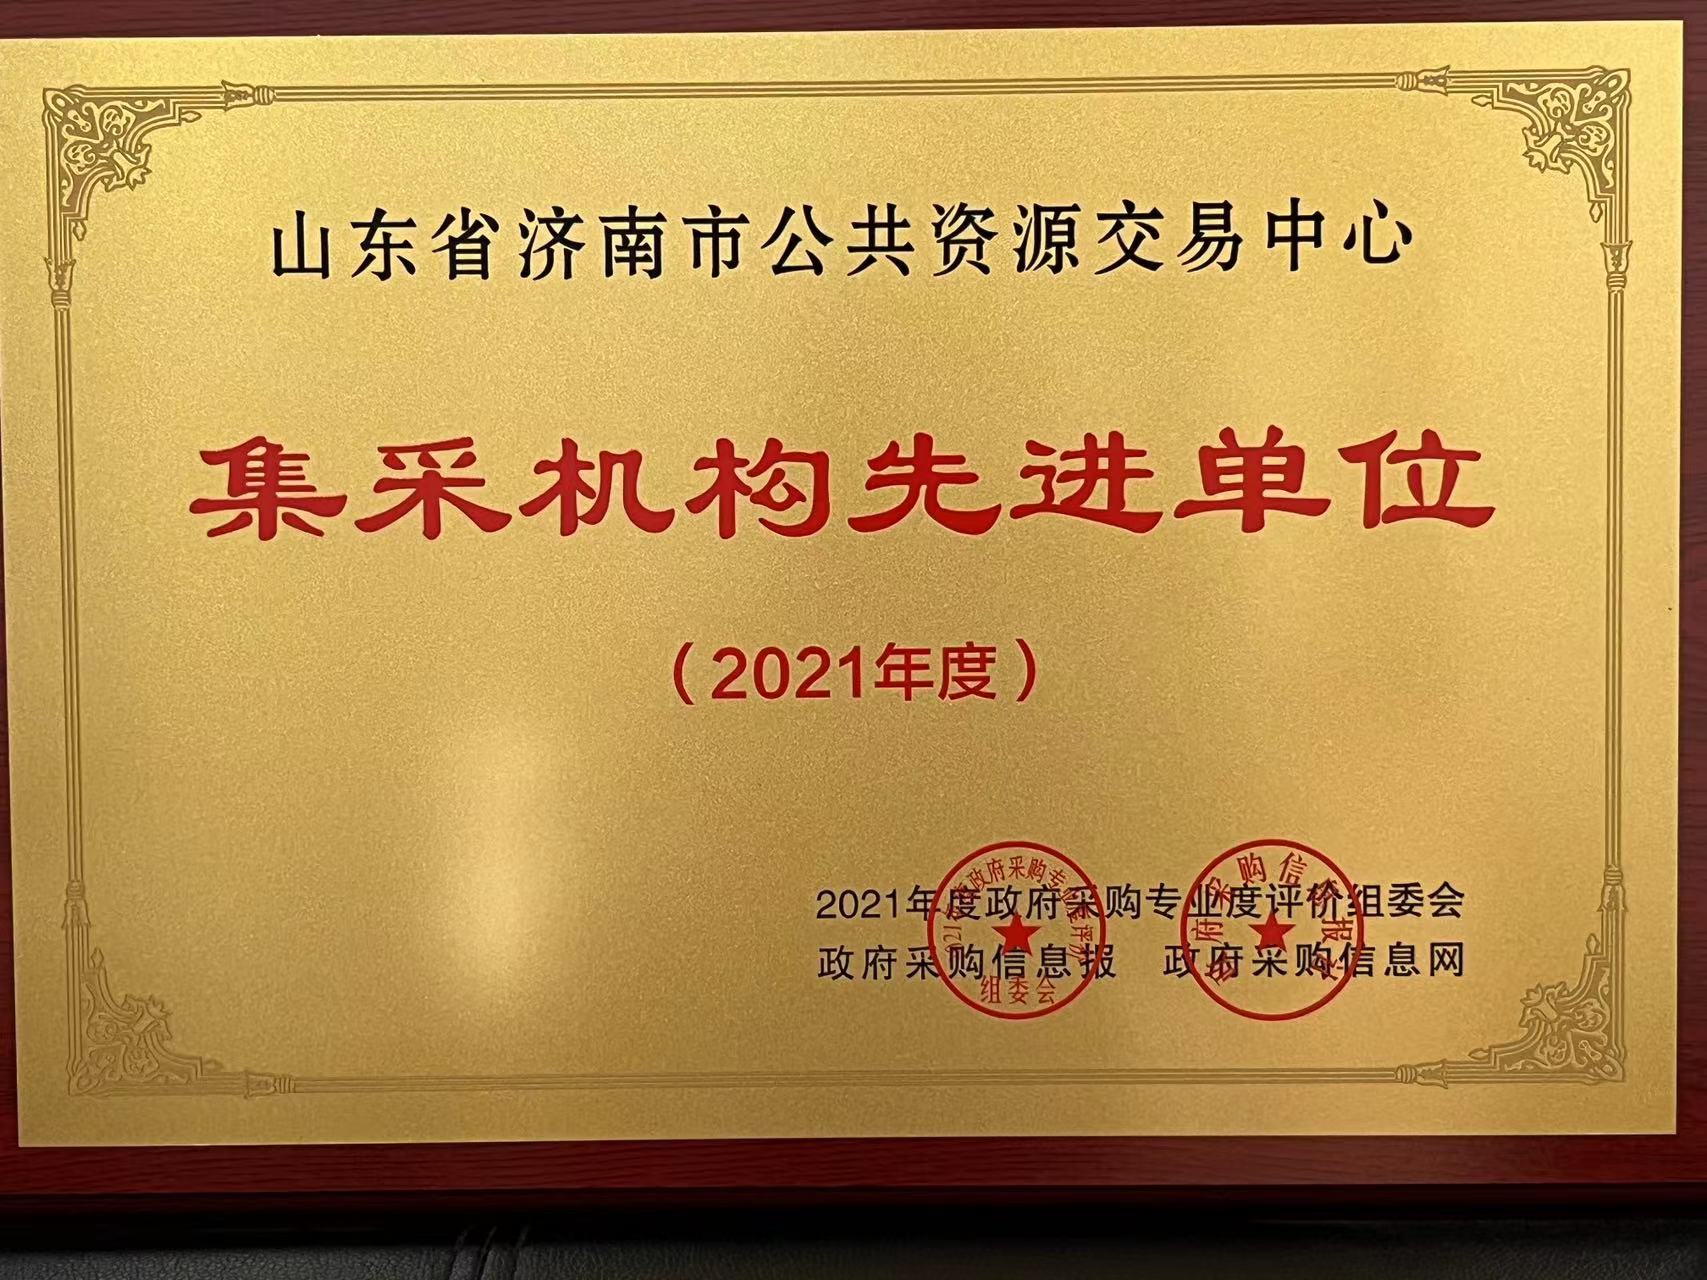 山东省济南市公共资源交易中心
集采机构先进单位
（2021年度）
2021年度政府采购专业度评价组委会
政府采购信息报 政府采购信息网
组委会